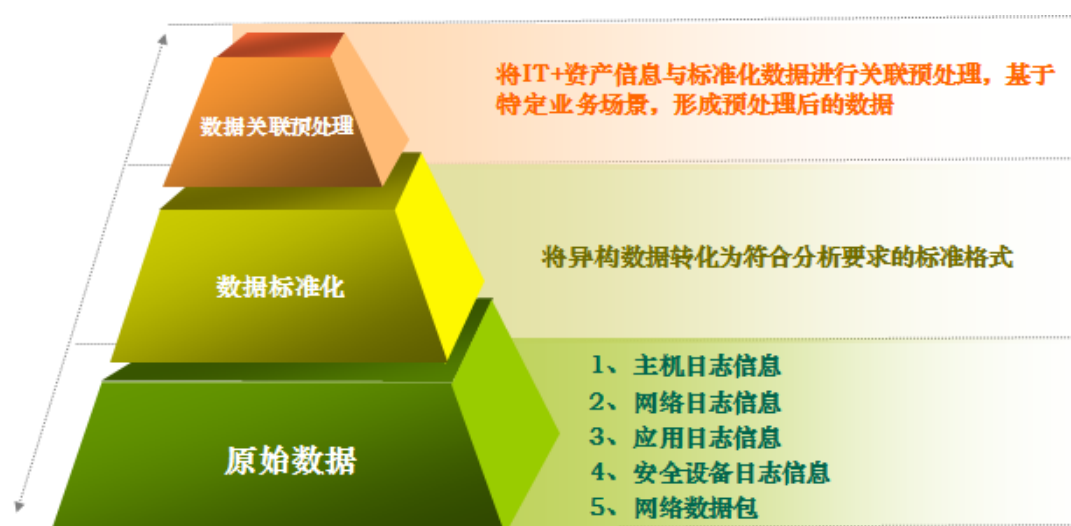 将IT+资产信息与标准化数据进行关联预处理，基于
特定业务场景，形成预处理后的数据
数据关联预处理
将异构数据转化为符合分析要求的标准格式
数据标准化
1、主机日志信息
2、网络日志信息
3、应用日志信息
4、安全设备日志信息
5、网络数据包
原始数据